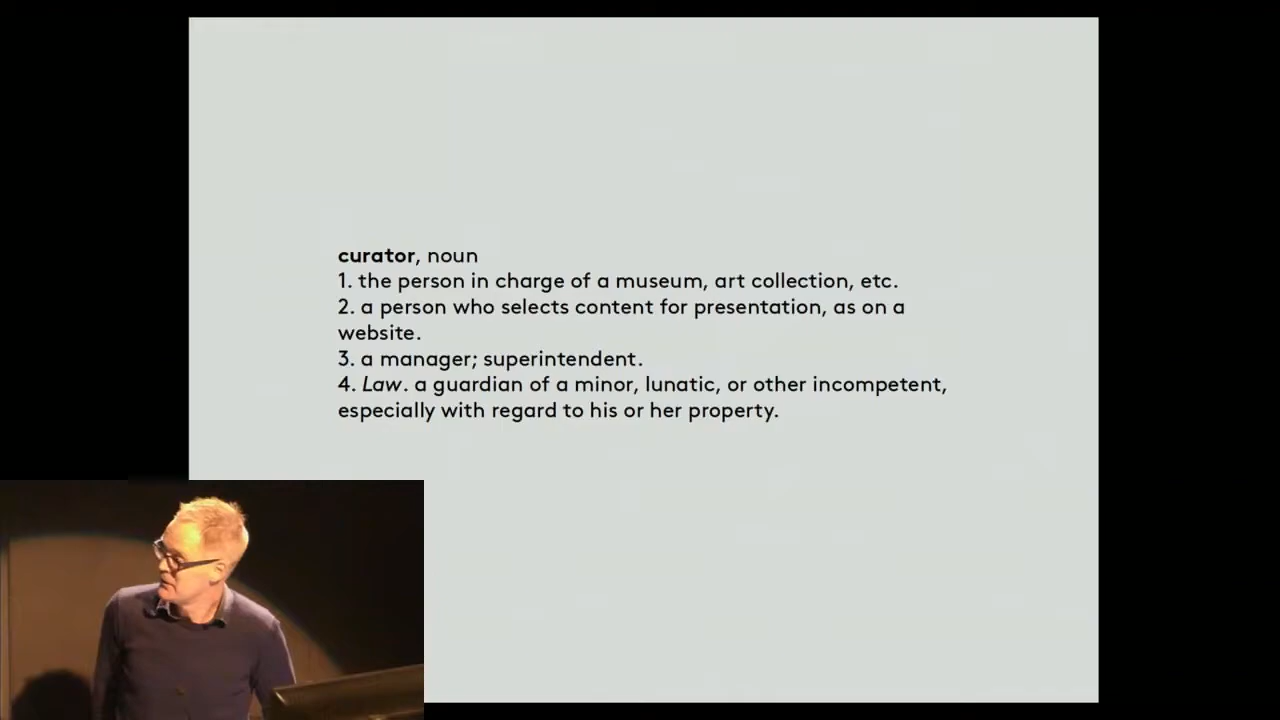 curator, noun
1. the person in charge of a museum, art collection, etc.
2. a person who selects content for presentation, as on a
website.
3. a manager; superintendent.
4. Law. a guardian of a minor, lunatic, or other incompetent,
especially with regard to his or her property.